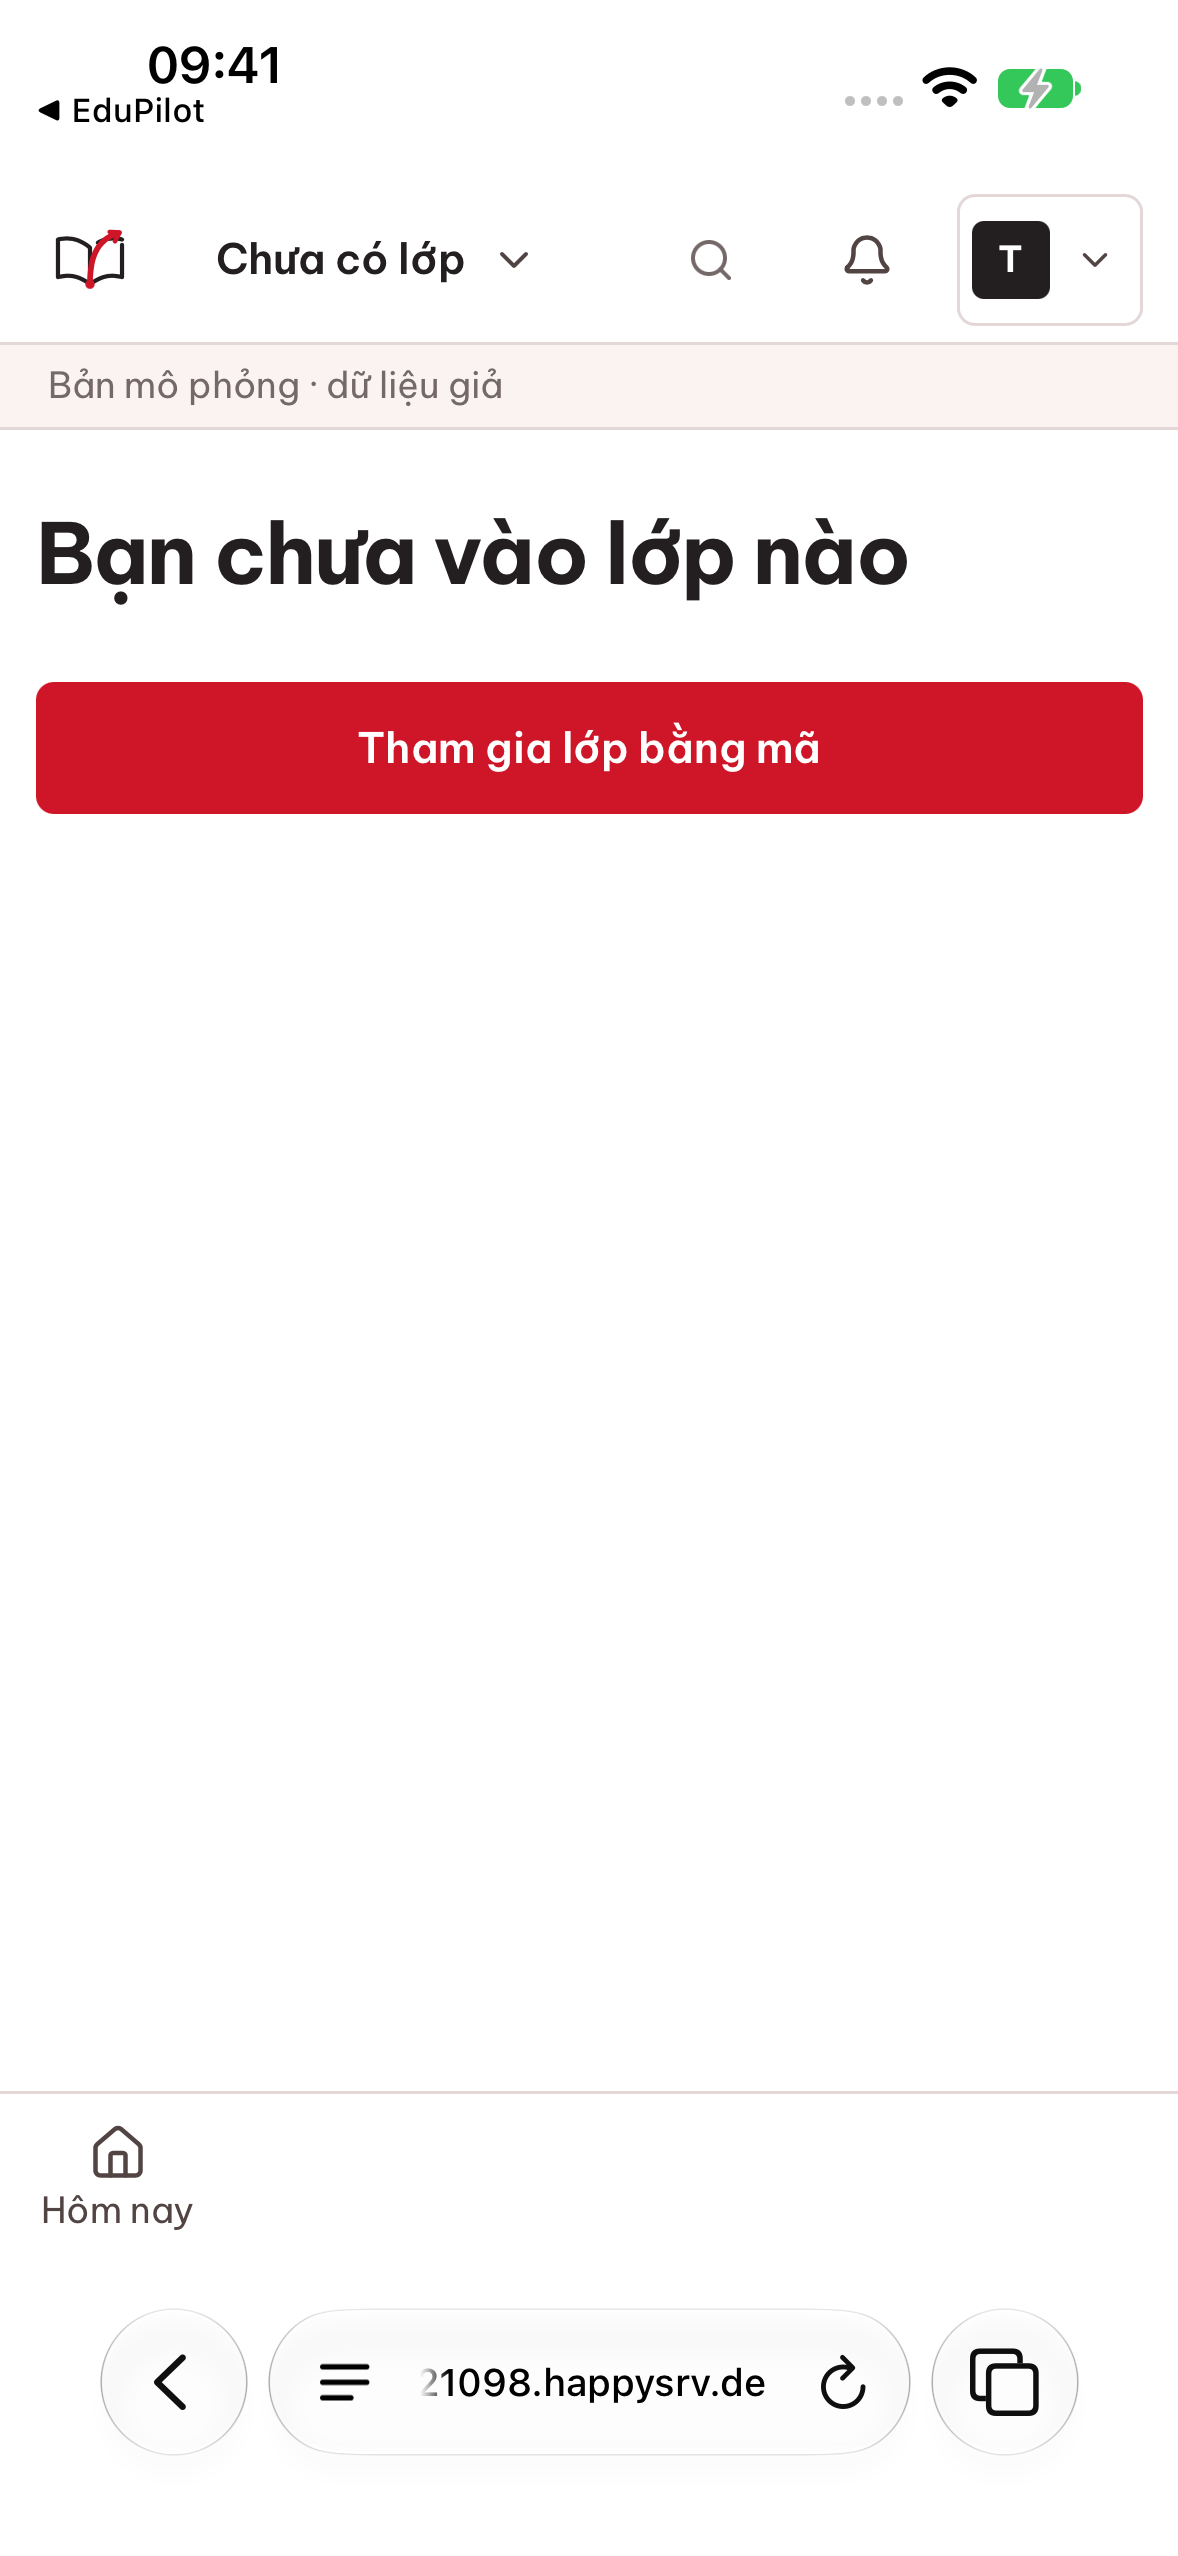 09:41
EduPilot
Chưa có lớp
T
Bản mô phỏng · dữ liệu giả
Bạn chưa vào lớp nào
Tham gia lớp bằng mã
Hôm nay
21098.happysrv.de